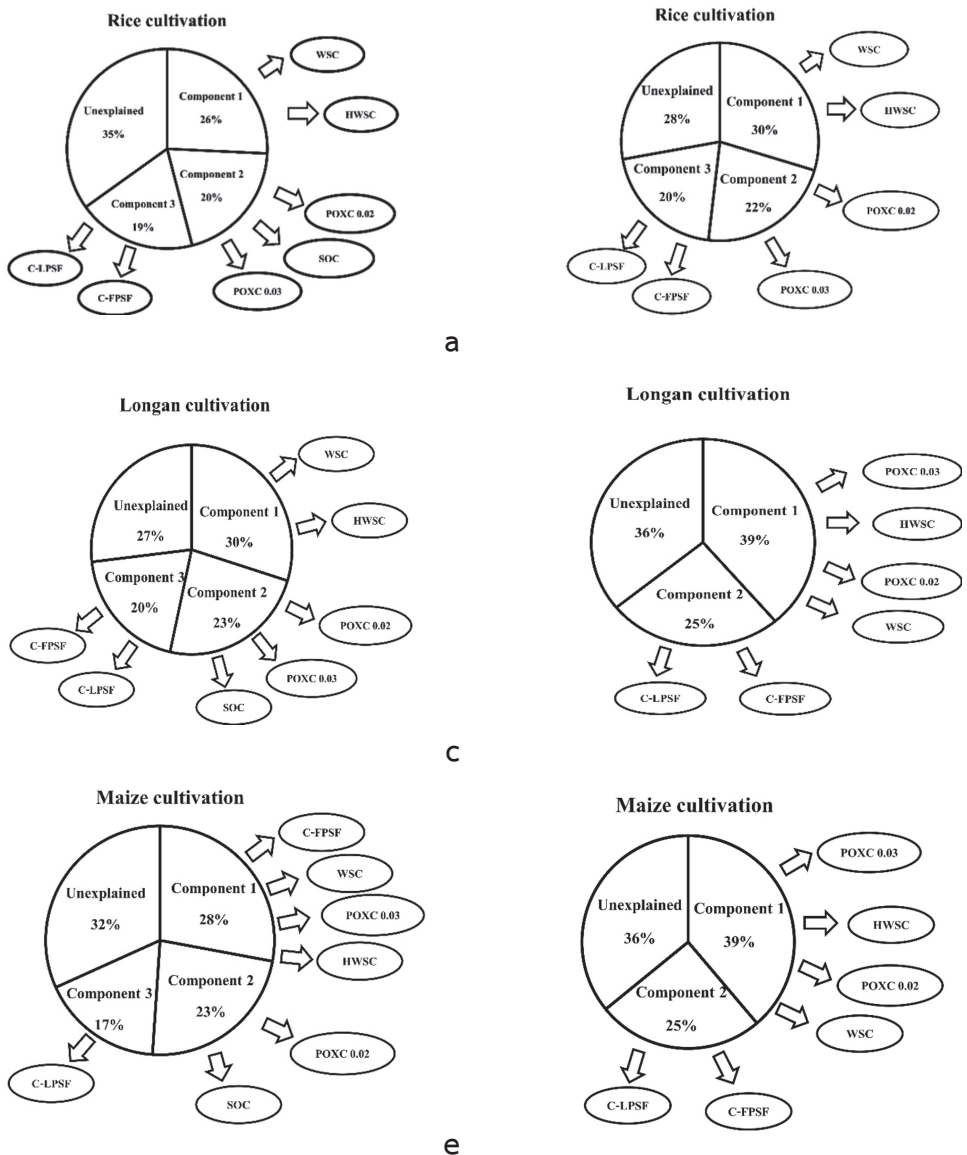 Rice cultivation
WSC
Component 1
26%
HWSC
Unexplained
35%
Component 2
20%
POXC 0.02
Component 3
19%
SOC
C-LPSF
C-FPSF
POXC 0.03
Rice cultivation
WSC
Unexplained
28%
Component 1
30%
HWSC
Component 3
20%
Component 2
22%
POXC 0.02
C-LPSF
C-FPSF
POXC 0.03
a
Longan cultivation
WSC
Unexplained
27%
Component 1
30%
HWSC
Component 3
20%
Component 2
23%
POXC 0.02
C-FPSF
C-LPSF
POXC 0.03
SOC
Longan cultivation
POXC 0.03
Unexplained
36%
Component 1
39%
HWSC
POXC 0.02
Component 2
25%
WSC
C-LPSF
C-FPSF
c
Maize cultivation
C-FPSF
WSC
Unexplained
32%
Component 1
28%
POXC 0.03
HWSC
Component 3
17%
Component 2
23%
POXC 0.02
C-LPSF
SOC
Maize cultivation
POXC 0.03
Unexplained
36%
Component 1
39%
HWSC
POXC 0.02
Component 2
25%
WSC
C-LPSF
C-FPSF
e